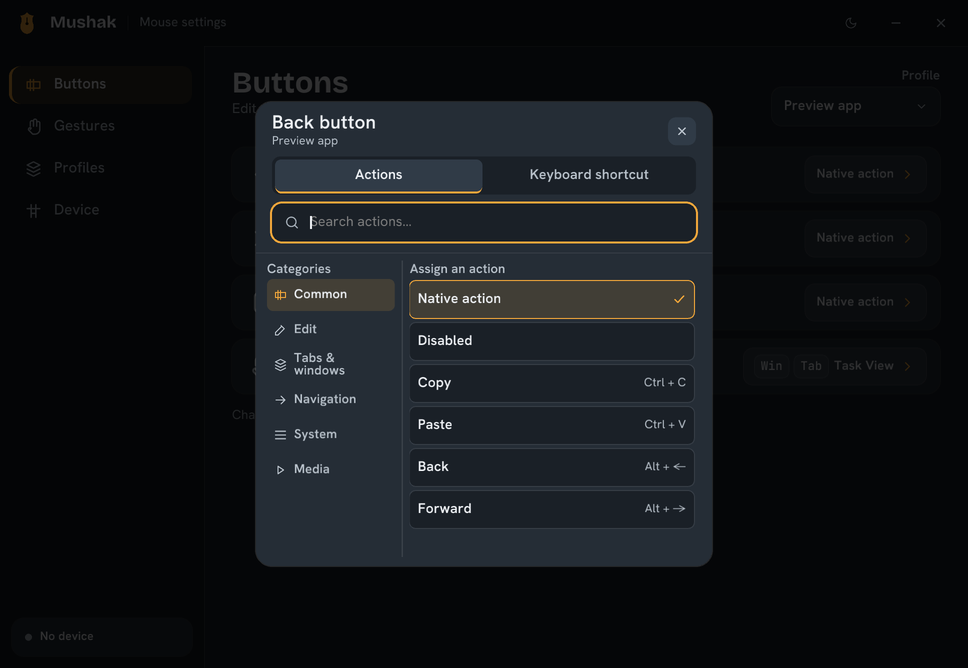 Mushak
Mouse settings
Buttons
Gestures
Profiles
Device
No device
Buttons
Edit
Profile
Preview app
Native action
Native action
Native action
Win Tab Task View
Back button
Preview app
Actions
Keyboard shortcut
Search actions...
Categories
Common
Edit
Tabs &
windows
Navigation
System
Media
Assign an action
Native action
Disabled
Copy Ctrl + C
Paste Ctrl + V
Back Alt + ←
Forward Alt + →